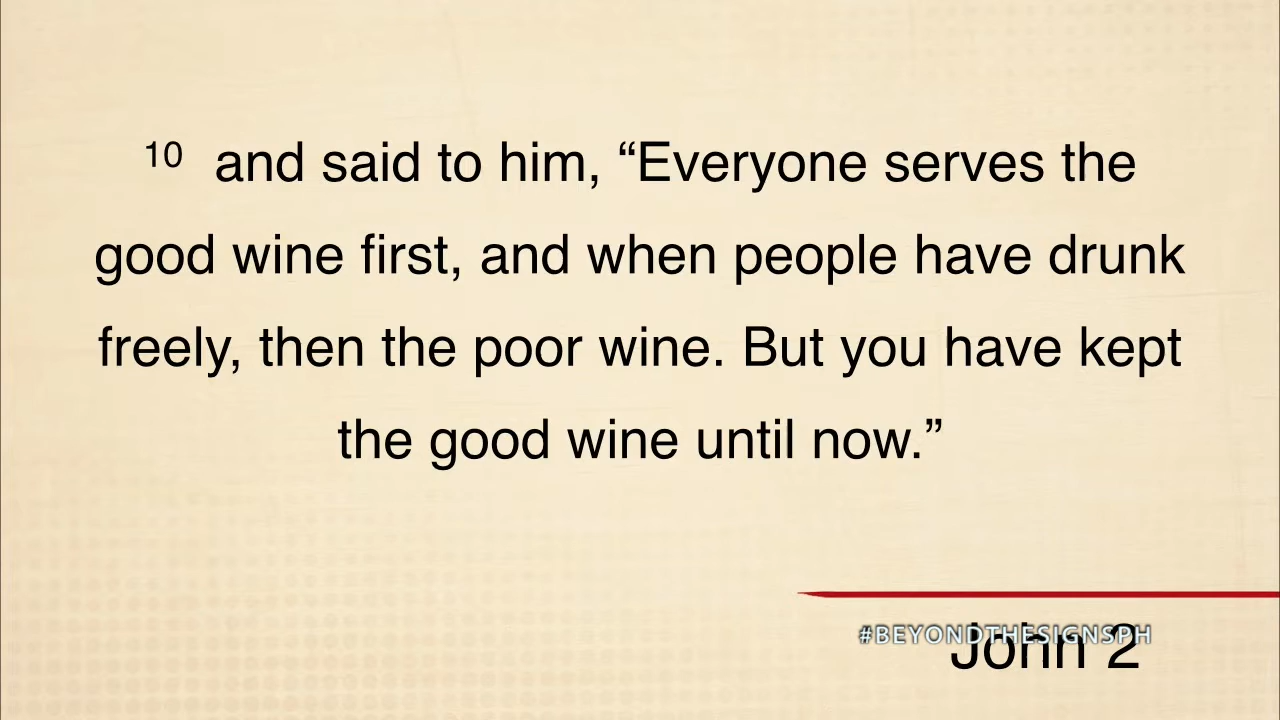 10 and said to him, “Everyone serves the
good wine first, and when people have drunk
freely, then the poor wine. But you have kept
the good wine until now.”
#BEYONDTHESIGNSPH
John 2